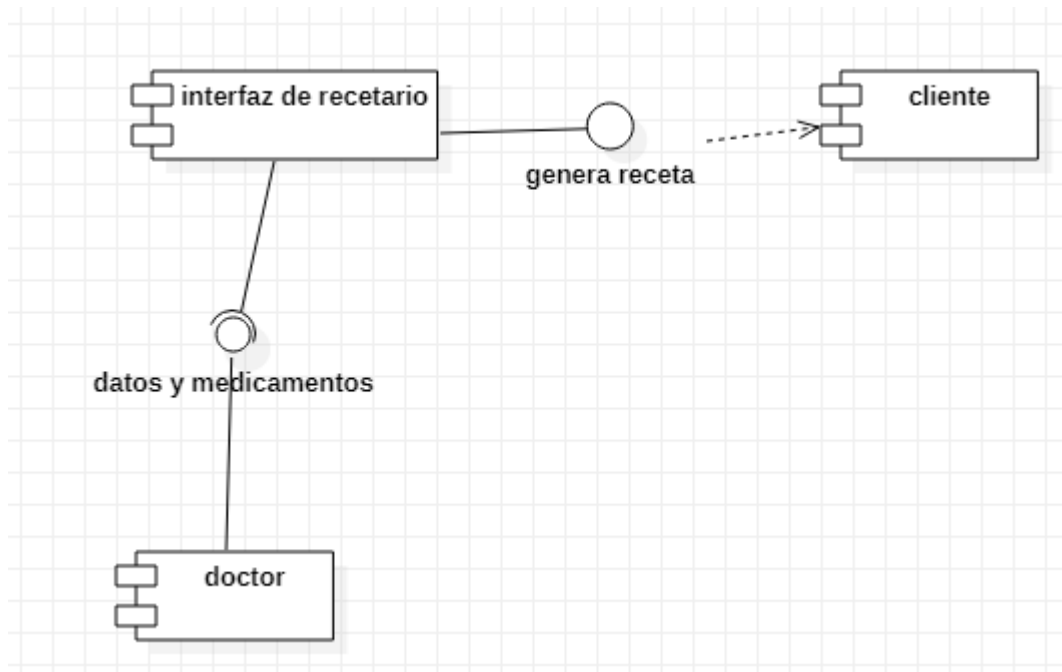 interfaz de recetario
cliente
genera receta
datos y medicamentos
doctor